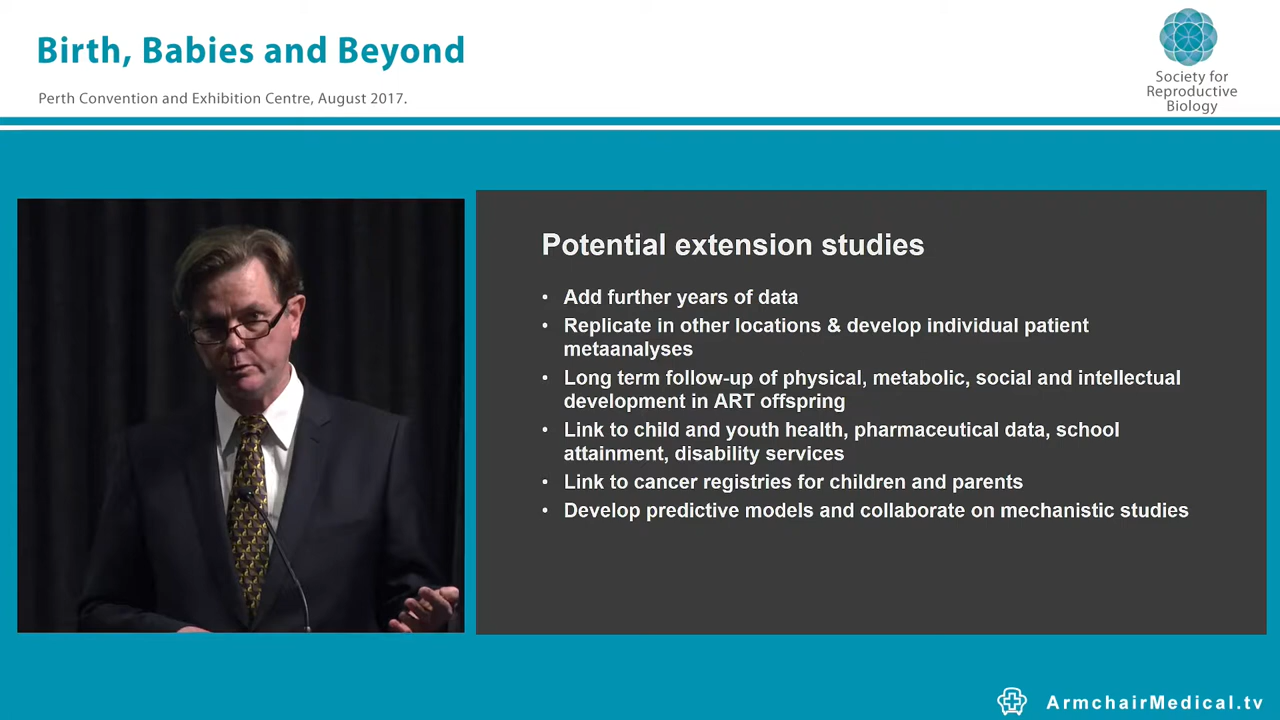 Birth, Babies and Beyond
Perth Convention and Exhibition Centre, August 2017.
Society for
Reproductive
Biology
Potential extension studies
• Add further years of data
• Replicate in other locations & develop individual patient
metaanalyses
• Long term follow-up of physical, metabolic, social and intellectual
development in ART offspring
• Link to child and youth health, pharmaceutical data, school
attainment, disability services
• Link to cancer registries for children and parents
• Develop predictive models and collaborate on mechanistic studies
ArmchairMedical.tv